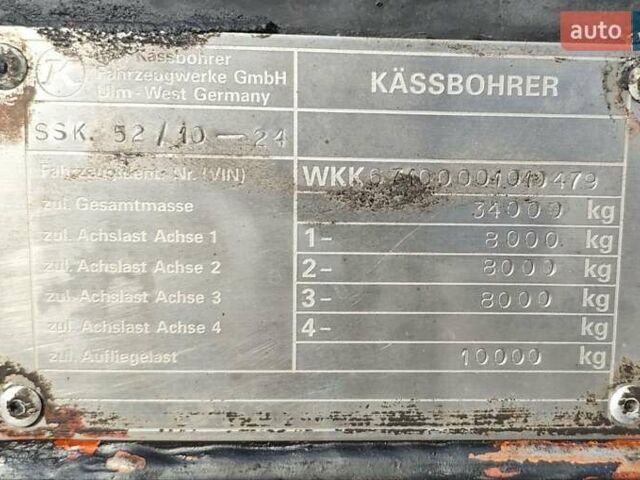 auto
K Kässbohrer
Fahrzeugwerke GmbH
Ulm-West Germany
KÄSSBOHRER
SSK. 52/10-24
Fahrzeugident. Nr. (VIN) WKK
zul. Gesamtmasse 34000 kg
zul. Achslast Achse 1 1- 8000 kg
zul. Achslast Achse 2 2- 8000 kg
zul. Achslast Achse 3 3- 8000 kg
zul. Achslast Achse 4 4- kg
zul. Aufliegelast 10000 kg